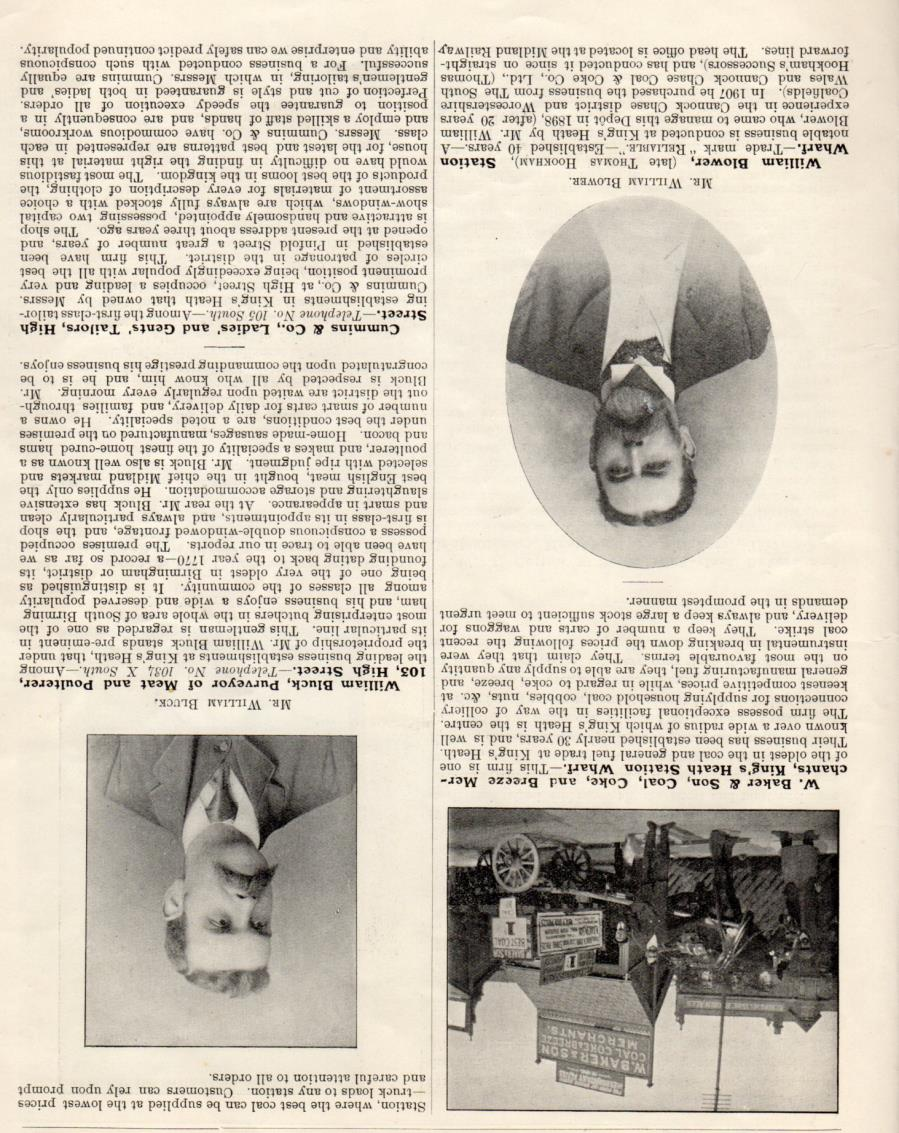 W. BAKER & SON
COAL, COKE & BREEZE
MERCHANTS.
1
1
BEST COAL
W. Baker & Son, Coal, Coke, and Breeze Mer-
chants, King's Heath Station Wharf.—This firm is one
of the oldest in the coal and general fuel trade at King's Heath.
Their business has been established nearly 30 years, and is well
known over a wide radius of which King's Heath is the centre.
The firm possess exceptional facilities in the way of colliery
connections for supplying household coal, cobbles, nuts, &c. at
keenest competitive prices, while in regard to coke, breeze, and
general manufacturing fuel, they are able to supply any quantity
on the most favourable terms. They claim that they were
instrumental in breaking down the prices following the recent
coal strike. They keep a number of carts and waggons for
delivery, and always keep a large stock sufficient to meet urgent
demands in the promptest manner.
MR. WILLIAM BLOWER.
William Blower, (late THOMAS HOOKHAM), Station
Wharf.—Trade mark "RELIABLE."—Established 40 years.—A
notable business is conducted at King's Heath by Mr. William
Blower, who came to manage this Depôt in 1898, (after 20 years
experience in the Cannock Chase district and Worcestershire
Coalfields). In 1907 he purchased the business from The South
Wales and Cannock Chase Coal & Coke Co., Ltd., (Thomas
Hookham's Successors), and has conducted it since on straight-
forward lines. The head office is located at the Midland Railway
Station, where the best coal can be supplied at the lowest prices
—truck loads to any station. Customers can rely upon prompt
and careful attention to all orders.
MR. WILLIAM BLUCK.
William Bluck, Purveyor of Meat and Poulterer,
103, High Street.—Telephone No. 1034 X South.—Among
the leading business establishments at King's Heath, that under
the proprietorship of Mr. William Bluck stands pre-eminent in
its particular line. This gentleman is regarded as one of the
most enterprising butchers in the whole area of South Birming-
ham, and his business enjoys a wide and deserved popularity
among all classes of the community. It is distinguished as
being one of the very oldest in Birmingham or district, its
founding dating back to the year 1770—a record so far as we
have been able to trace in our reports. The premises occupied
possess a conspicuous double-windowed frontage, and the shop
is first-class in its appointments, and always particularly clean
and smart in appearance. At the rear Mr. Bluck has extensive
slaughtering and storage accommodation. He supplies only the
best English meat, bought in the chief Midland markets and
selected with ripe judgment. Mr. Bluck is also well known as a
poulterer, and makes a speciality of the finest home-cured hams
and bacon. Home-made sausages, manufactured on the premises
under the best conditions, are a noted speciality. He owns a
number of smart carts for daily delivery, and families through-
out the district are waited upon regularly every morning. Mr.
Bluck is respected by all who know him, and he is to be
congratulated upon the commanding prestige his business enjoys.
Cummins & Co., Ladies' and Gents' Tailors, High
Street.—Telephone No. 105 South.—Among the first-class tailor-
ing establishments in King's Heath that owned by Messrs.
Cummins & Co., at High Street, occupies a leading and very
prominent position, being exceedingly popular with all the best
circles of patronage in the district. This firm have been
established in Pinfold Street a great number of years, and
opened at the present address about three years ago. The shop
is attractive and handsomely appointed, possessing two capital
show-windows, which are always fully stocked with a choice
assortment of materials for every description of clothing, the
products of the best looms in the kingdom. The most fastidious
would have no difficulty in finding the right material at this
house, for the latest and best patterns are represented in each
class. Messrs. Cummins & Co. have commodious workrooms,
and employ a skilled staff of hands, and are consequently in a
position to guarantee the speedy execution of all orders.
Perfection of cut and style is guaranteed in both ladies' and
gentlemen's tailoring, in which Messrs. Cummins are equally
successful. For a business conducted with such conspicuous
ability and enterprise we can safely predict continued popularity.